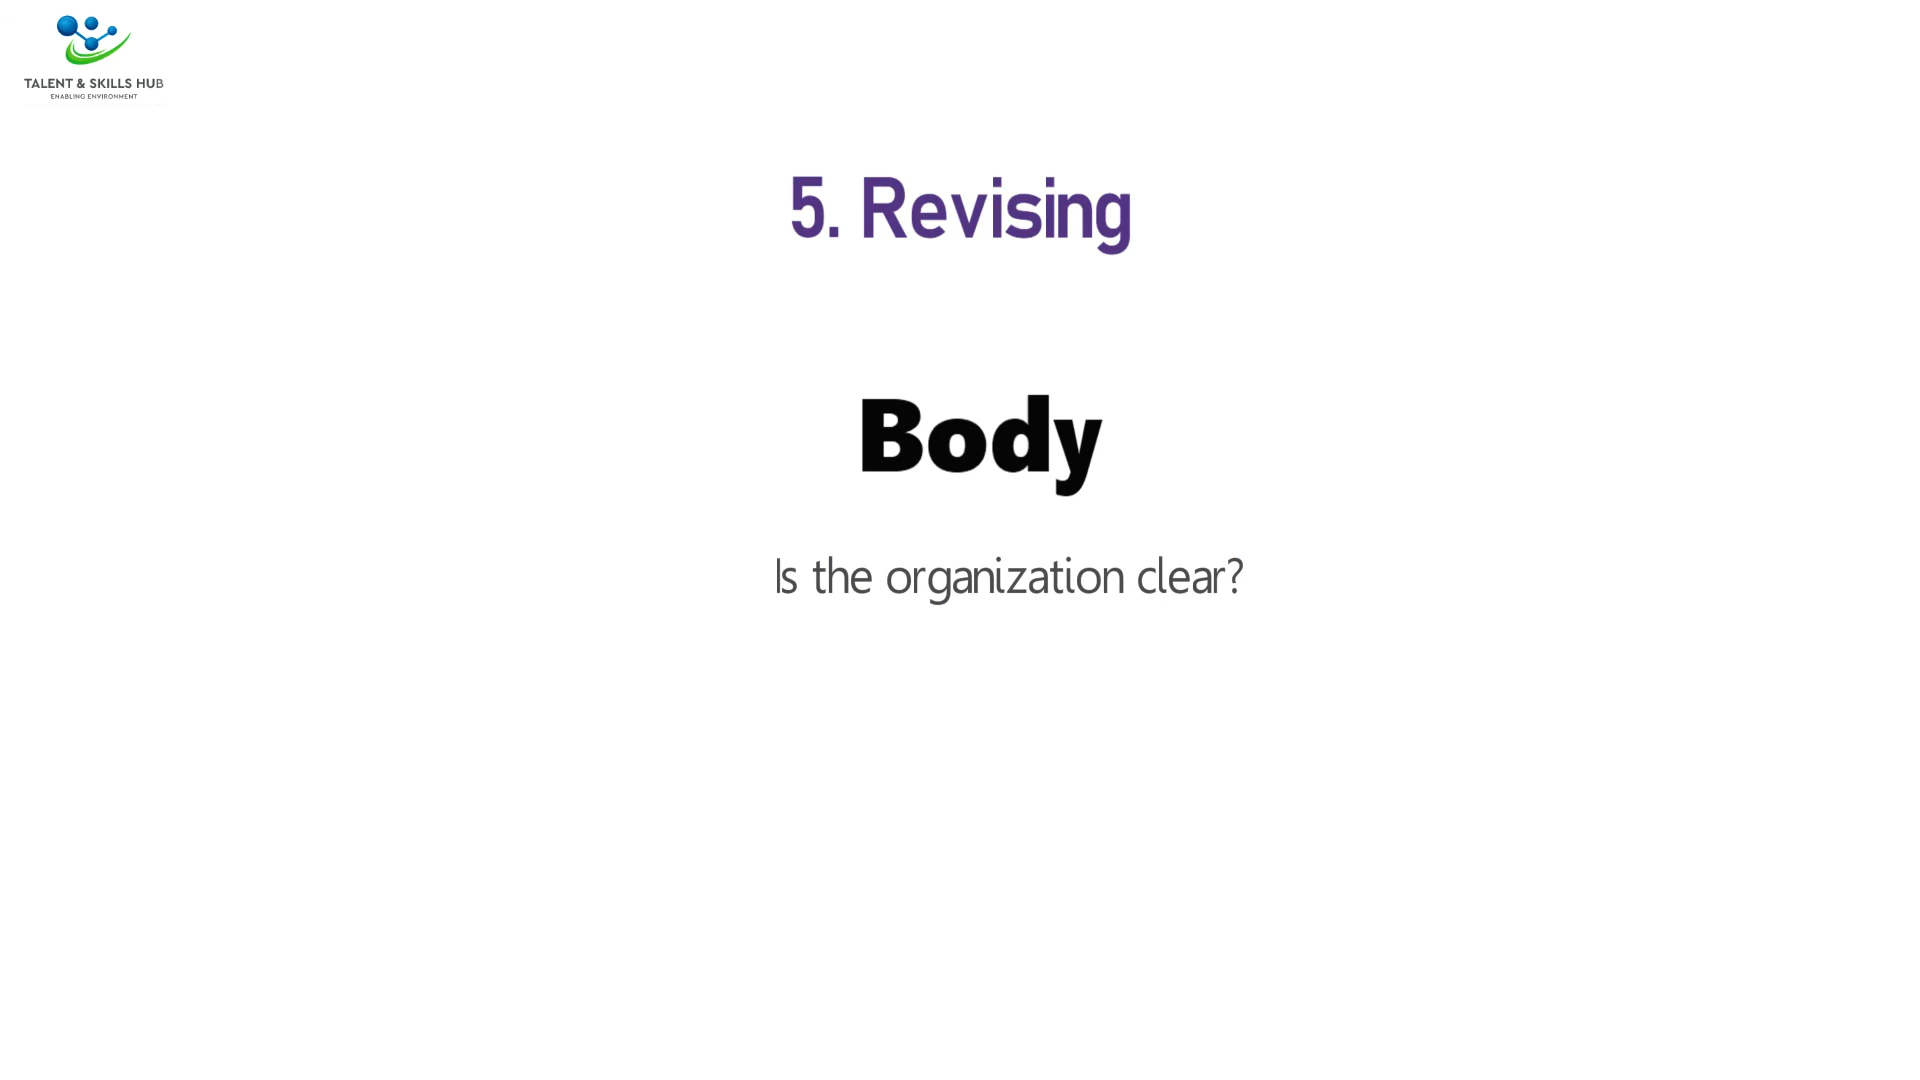 TALENT & SKILLS HUB
ENABLING ENVIRONMENT
5. Revising
Body
Is the organization clear?